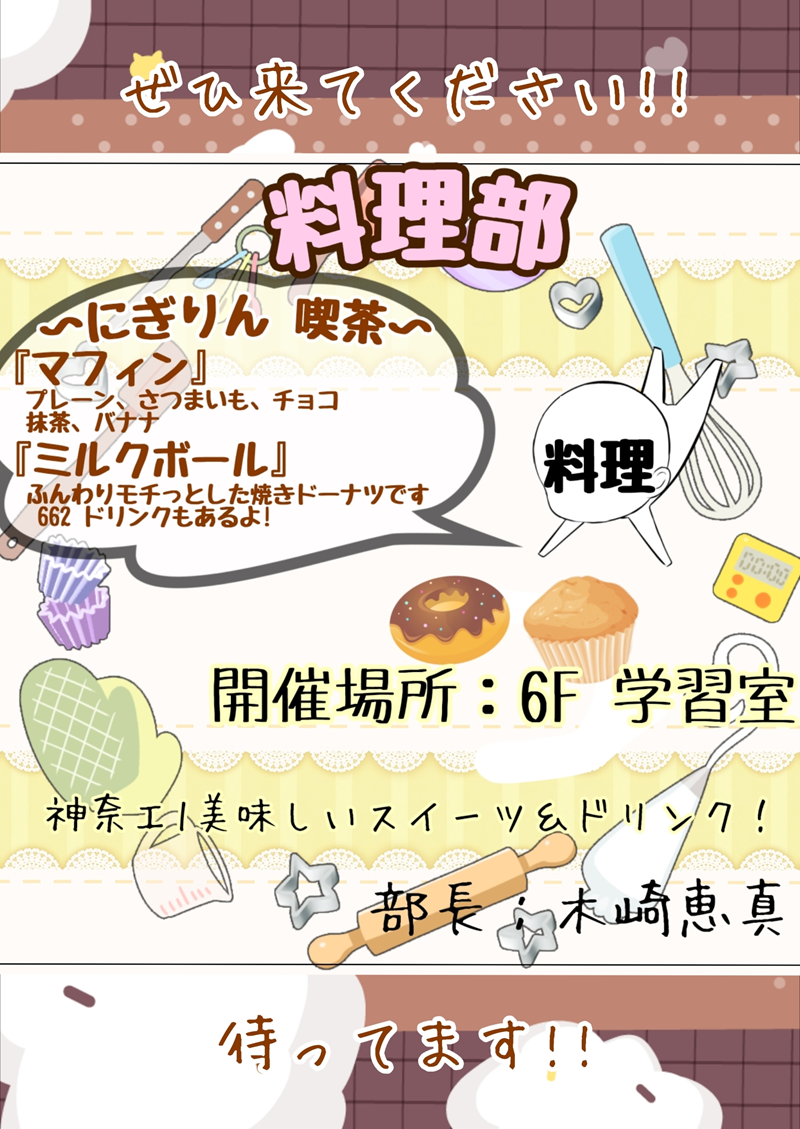 ぜひ来てください!!
料理部
~にぎりん 喫茶~
『マフィン』
プレーン、さつまいも、チョコ
抹茶、バナナ
『ミルクボール』
ふんわりモチっとした焼きドーナツです
662 ドリンクもあるよ!
料理
00:00
開催場所：6F 学習室
神奈工1美味しいスイーツ&ドリンク！
部長：木崎恵真
待ってます!!